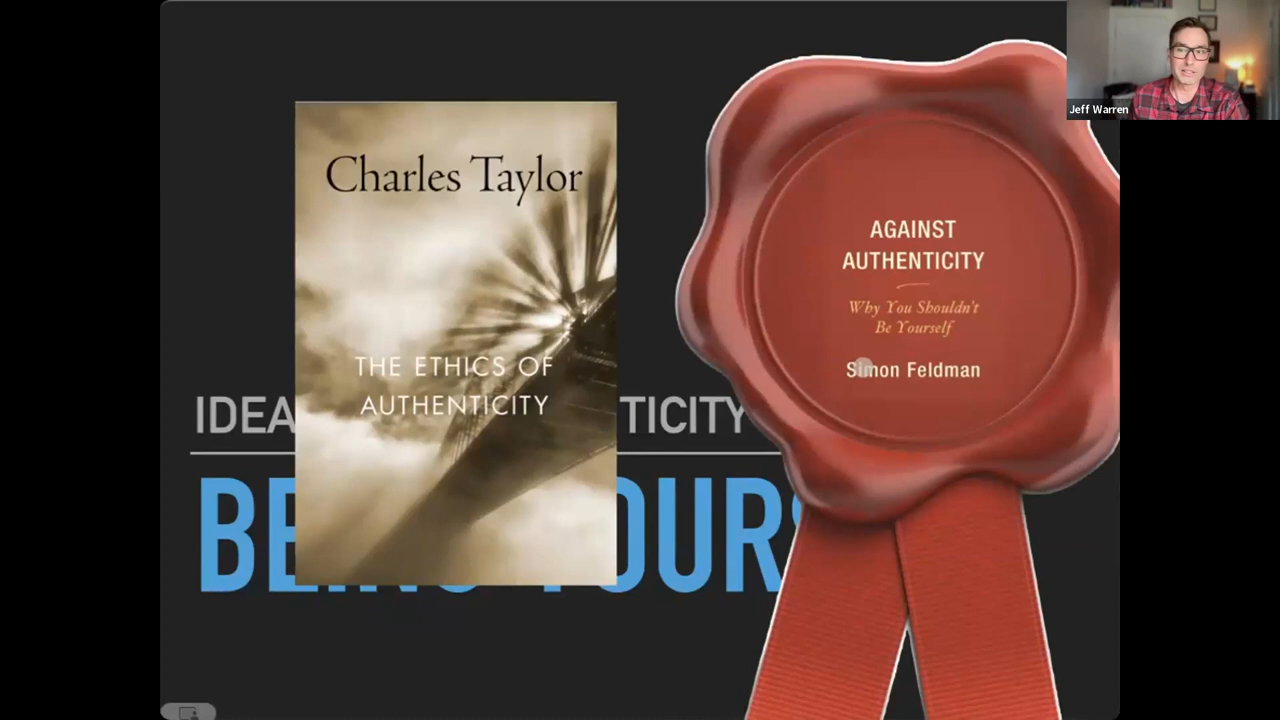 Jeff Warren
Charles Taylor
THE ETHICS OF
AUTHENTICITY
AGAINST
AUTHENTICITY
Why You Shouldn't
Be Yourself
Simon Feldman